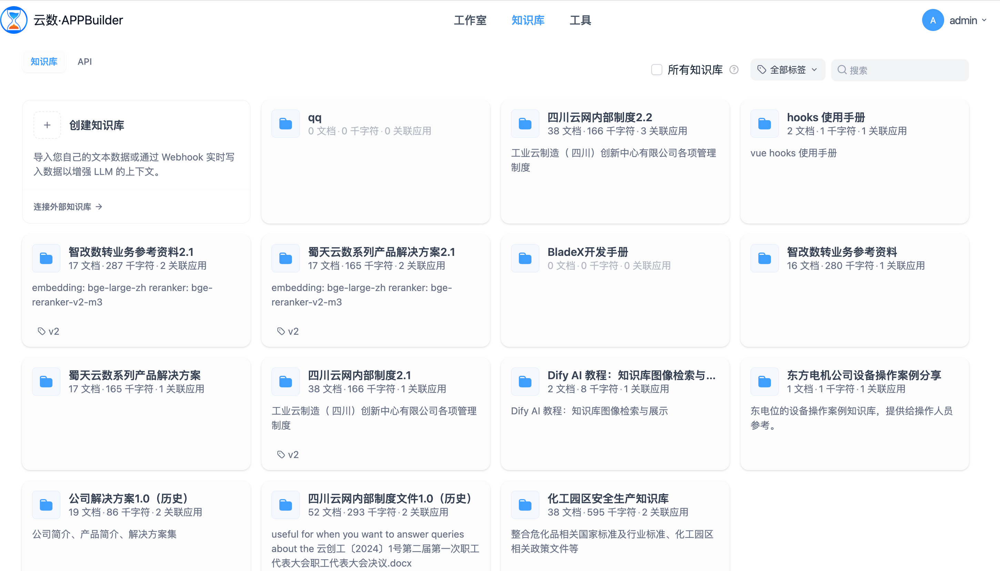 云数·APPBuilder
工作室
知识库
工具
A
admin
知识库
API
所有知识库
全部标签
搜索
创建知识库
导入您自己的文本数据或通过 Webhook 实时写
入数据以增强 LLM 的上下文。
连接外部知识库
qq
0 文档·0 千字符·0 关联应用
四川云网内部制度2.2
38 文档·166 千字符·3 关联应用
工业云制造（ 四川）创新中心有限公司各项管理
制度
hooks 使用手册
2 文档·1 千字符·1 关联应用
vue hooks 使用手册
智改数转业务参考资料2.1
17 文档·287 千字符·2 关联应用
embedding: bge-large-zh reranker: bge-
reranker-v2-m3
v2
蜀天云数系列产品解决方案2.1
17 文档·165 千字符·2 关联应用
embedding: bge-large-zh reranker: bge-
reranker-v2-m3
v2
BladeX开发手册
0 文档·0 千字符·0 关联应用
智改数转业务参考资料
16 文档·280 千字符·1 关联应用
蜀天云数系列产品解决方案
17 文档·165 千字符·1 关联应用
四川云网内部制度2.1
38 文档·166 千字符·1 关联应用
工业云制造（ 四川）创新中心有限公司各项管理
制度
v2
Dify AI 教程：知识库图像检索与...
2 文档·8 千字符·1 关联应用
Dify AI 教程：知识库图像检索与展示
东方电机公司设备操作案例分享
1 文档·1 千字符·1 关联应用
东电位的设备操作案例知识库，提供给操作人员
参考。
公司解决方案1.0（历史）
19 文档·86 千字符·2 关联应用
公司简介、产品简介、解决方案集
四川云网内部制度文件1.0（历史）
52 文档·293 千字符·2 关联应用
useful for when you want to answer queries
about the 云创工〔2024〕1号第二届第一次职工
代表大会职工代表大会决议.docx
化工园区安全生产知识库
38 文档·595 千字符·2 关联应用
整合危化品相关国家标准及行业标准、化工园区
相关政策文件等